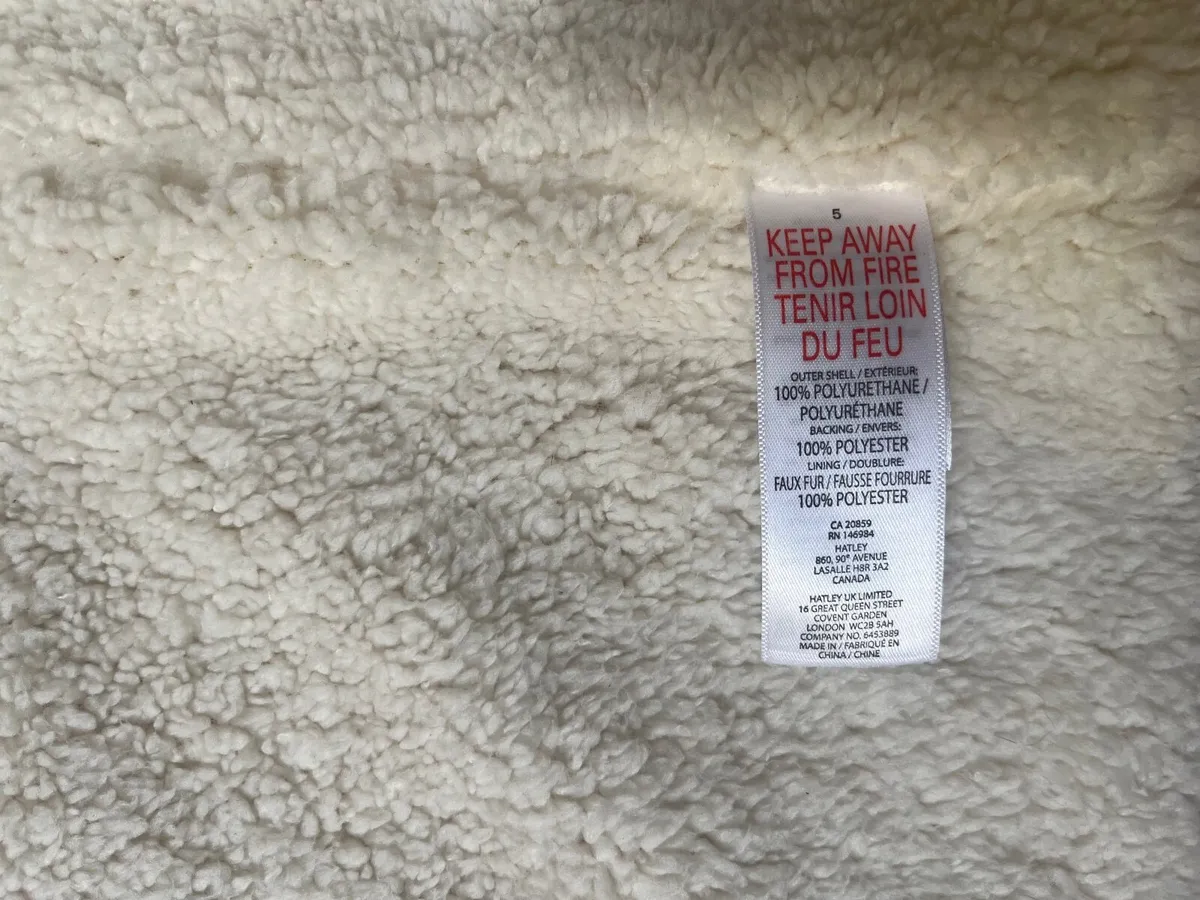 5
KEEP AWAY
FROM FIRE
TENIR LOIN
DU FEU
OUTER SHELL / EXTÉRIEUR:
100% POLYURETHANE /
POLYURÉTHANE
BACKING / ENVERS:
100% POLYESTER
LINING / DOUBLURE:
FAUX FUR / FAUSSE FOURRURE
100% POLYESTER
CA 20859
RN 146984
HATLEY
860, 90ᵉ AVENUE
LASALLE H8R 3A2
CANADA
HATLEY UK LIMITED
16 GREAT QUEEN STREET
COVENT GARDEN
LONDON WC2B 5AH
COMPANY NO. 6453889
MADE IN / FABRIQUÉ EN
CHINA / CHINE